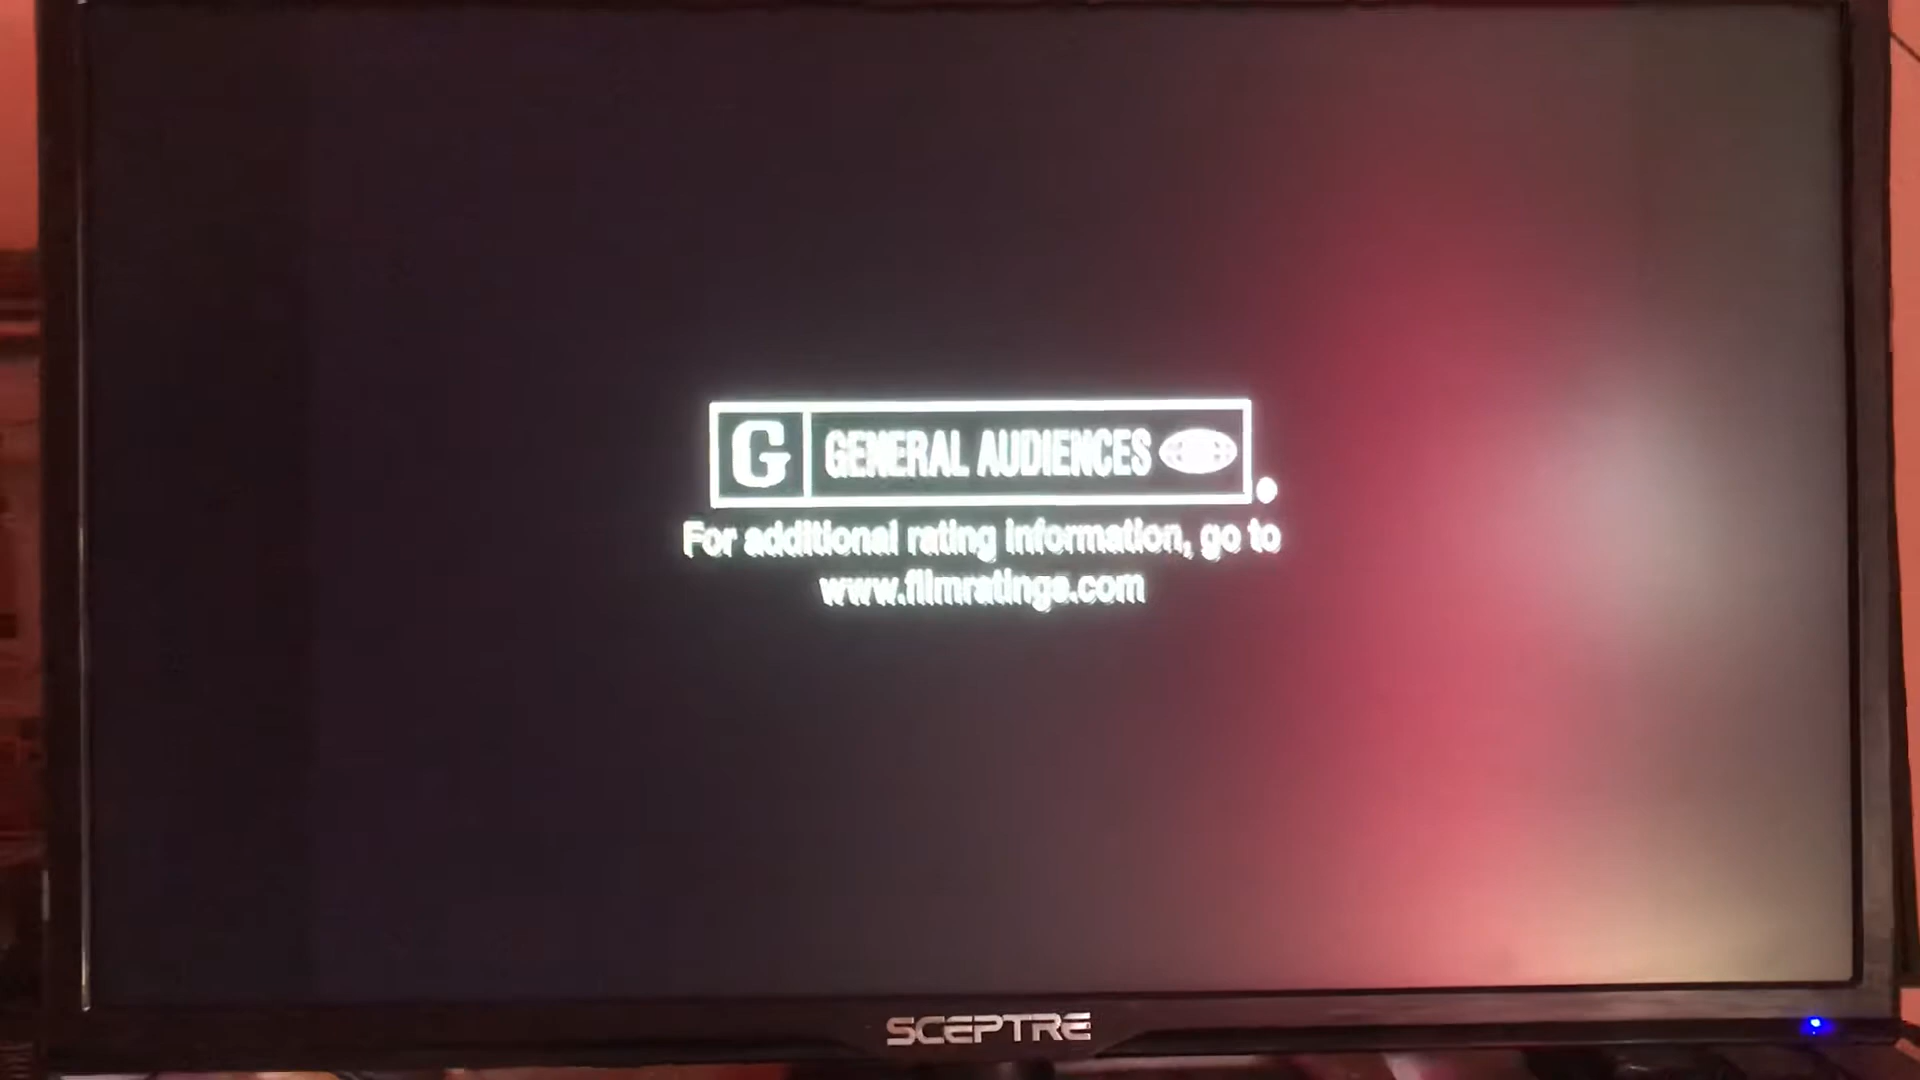 G GENERAL AUDIENCES
For additional rating information, go to
www.filmratings.com
SCEPTRE